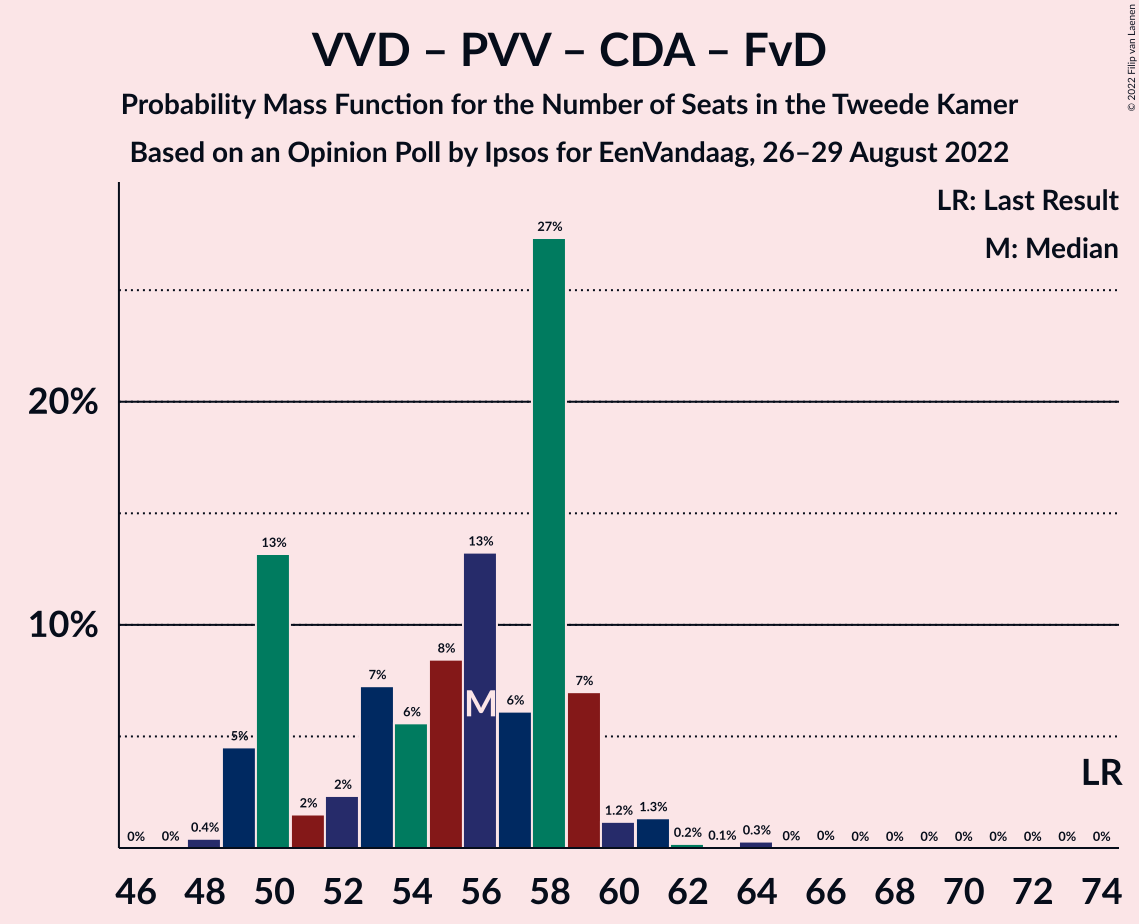 © 2022 Filip van Laenen
VVD – PVV – CDA – FvD
Probability Mass Function for the Number of Seats in the Tweede Kamer
Based on an Opinion Poll by Ipsos for EenVandaag, 26–29 August 2022
LR: Last Result
M: Median
20%
10%
0% 0% 0.4% 5% 13% 2% 2% 7% 6% 8% 13% 6% 27% 7% 1.2% 1.3% 0.2% 0.1% 0.3% 0% 0% 0% 0% 0% 0% 0% 0% 0% 0%
M
LR
46 48 50 52 54 56 58 60 62 64 66 68 70 72 74